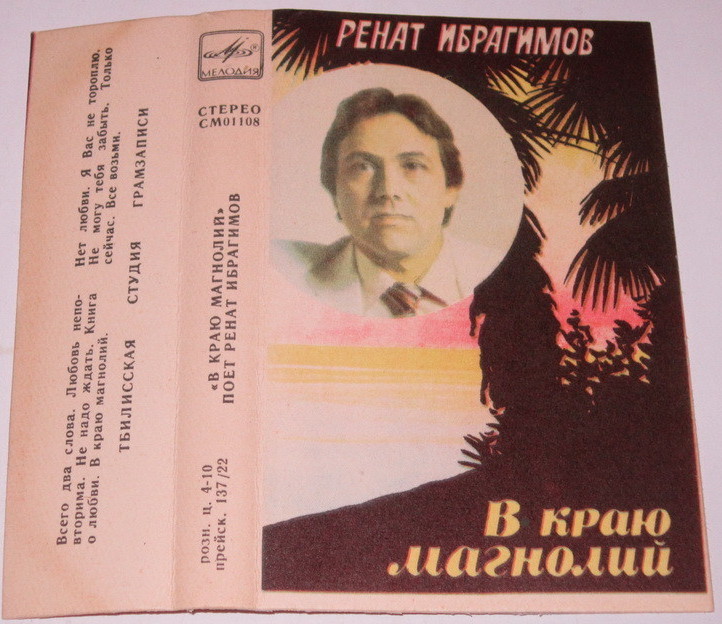 РЕНАТ ИБРАГИМОВ
В КРАЮ
МАГНОЛИЙ
МЕЛОДИЯ
СТЕРЕО
СМ01108
«В КРАЮ МАГНОЛИЙ»
ПОЕТ РЕНАТ ИБРАГИМОВ
розн. ц. 4-10
прейск. 137/22
Всего два слова. Любовь непо-
вторима. Не надо ждать. Книга
о любви. В краю магнолий.
Нет любви. Я Вас не тороплю.
Не могу тебя забыть. Только
сейчас. Все возьми.
ТБИЛИССКАЯ СТУДИЯ ГРАМЗАПИСИ